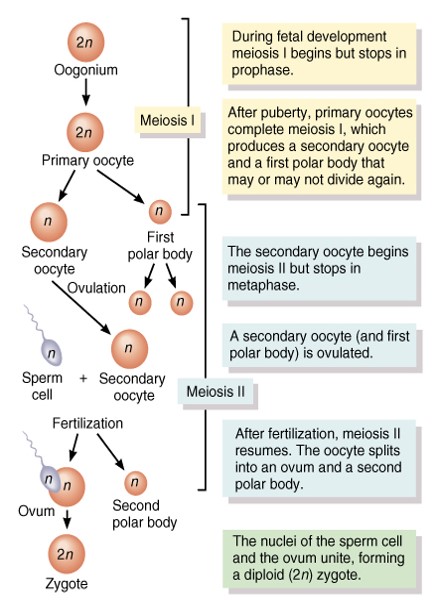 2n
Oogonium
During fetal development
meiosis I begins but stops in
prophase.
Meiosis I
2n
Primary oocyte
After puberty, primary oocytes
complete meiosis I, which
produces a secondary oocyte
and a first polar body that
may or may not divide again.
n
n
Secondary
oocyte
First
polar body
The secondary oocyte begins
meiosis II but stops in
metaphase.
Ovulation
n
n
n
n
Sperm
cell
+
Secondary
oocyte
A secondary oocyte (and first
polar body) is ovulated.
Meiosis II
Fertilization
n
n
n
Ovum
Second
polar body
After fertilization, meiosis II
resumes. The oocyte splits
into an ovum and a second
polar body.
2n
Zygote
The nuclei of the sperm cell
and the ovum unite, forming
a diploid (2n) zygote.